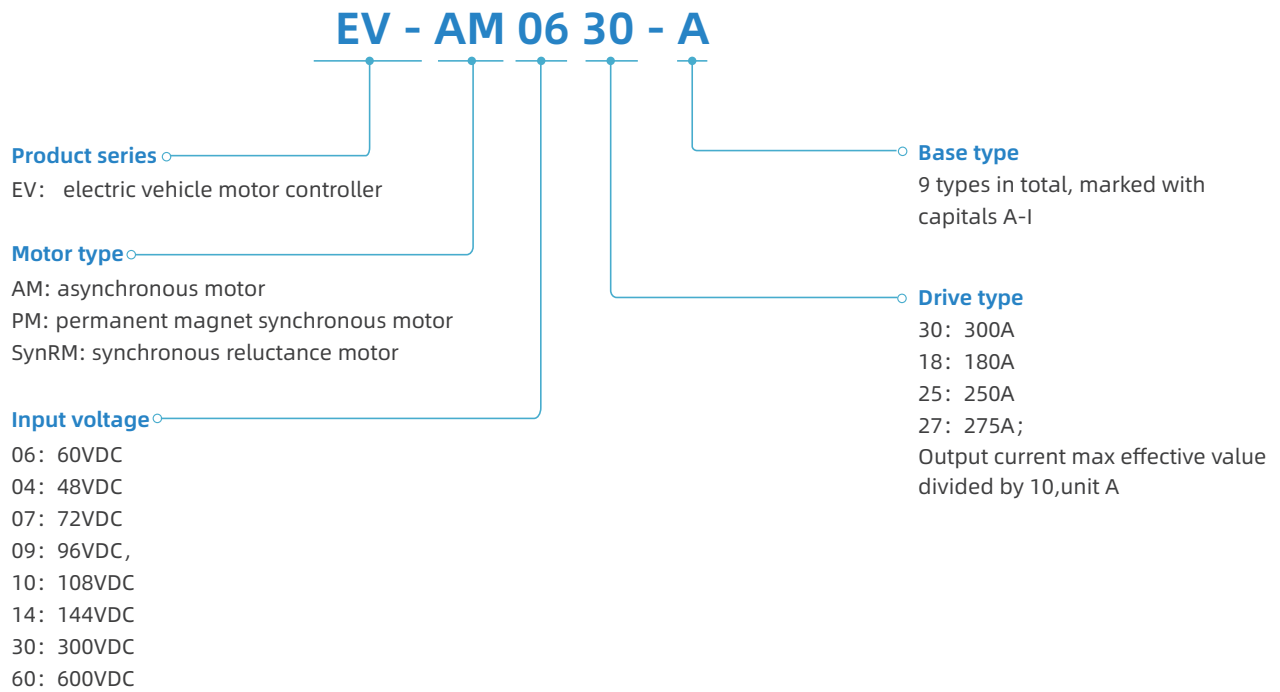 EV - AM 06 30 - A
Product series
EV： electric vehicle motor controller
Motor type
AM: asynchronous motor
PM: permanent magnet synchronous motor
SynRM: synchronous reluctance motor
Input voltage
06：60VDC
04：48VDC
07：72VDC
09：96VDC,
10：108VDC
14：144VDC
30：300VDC
60：600VDC
Base type
9 types in total, marked with
capitals A-I
Drive type
30：300A
18：180A
25：250A
27：275A;
Output current max effective value
divided by 10,unit A